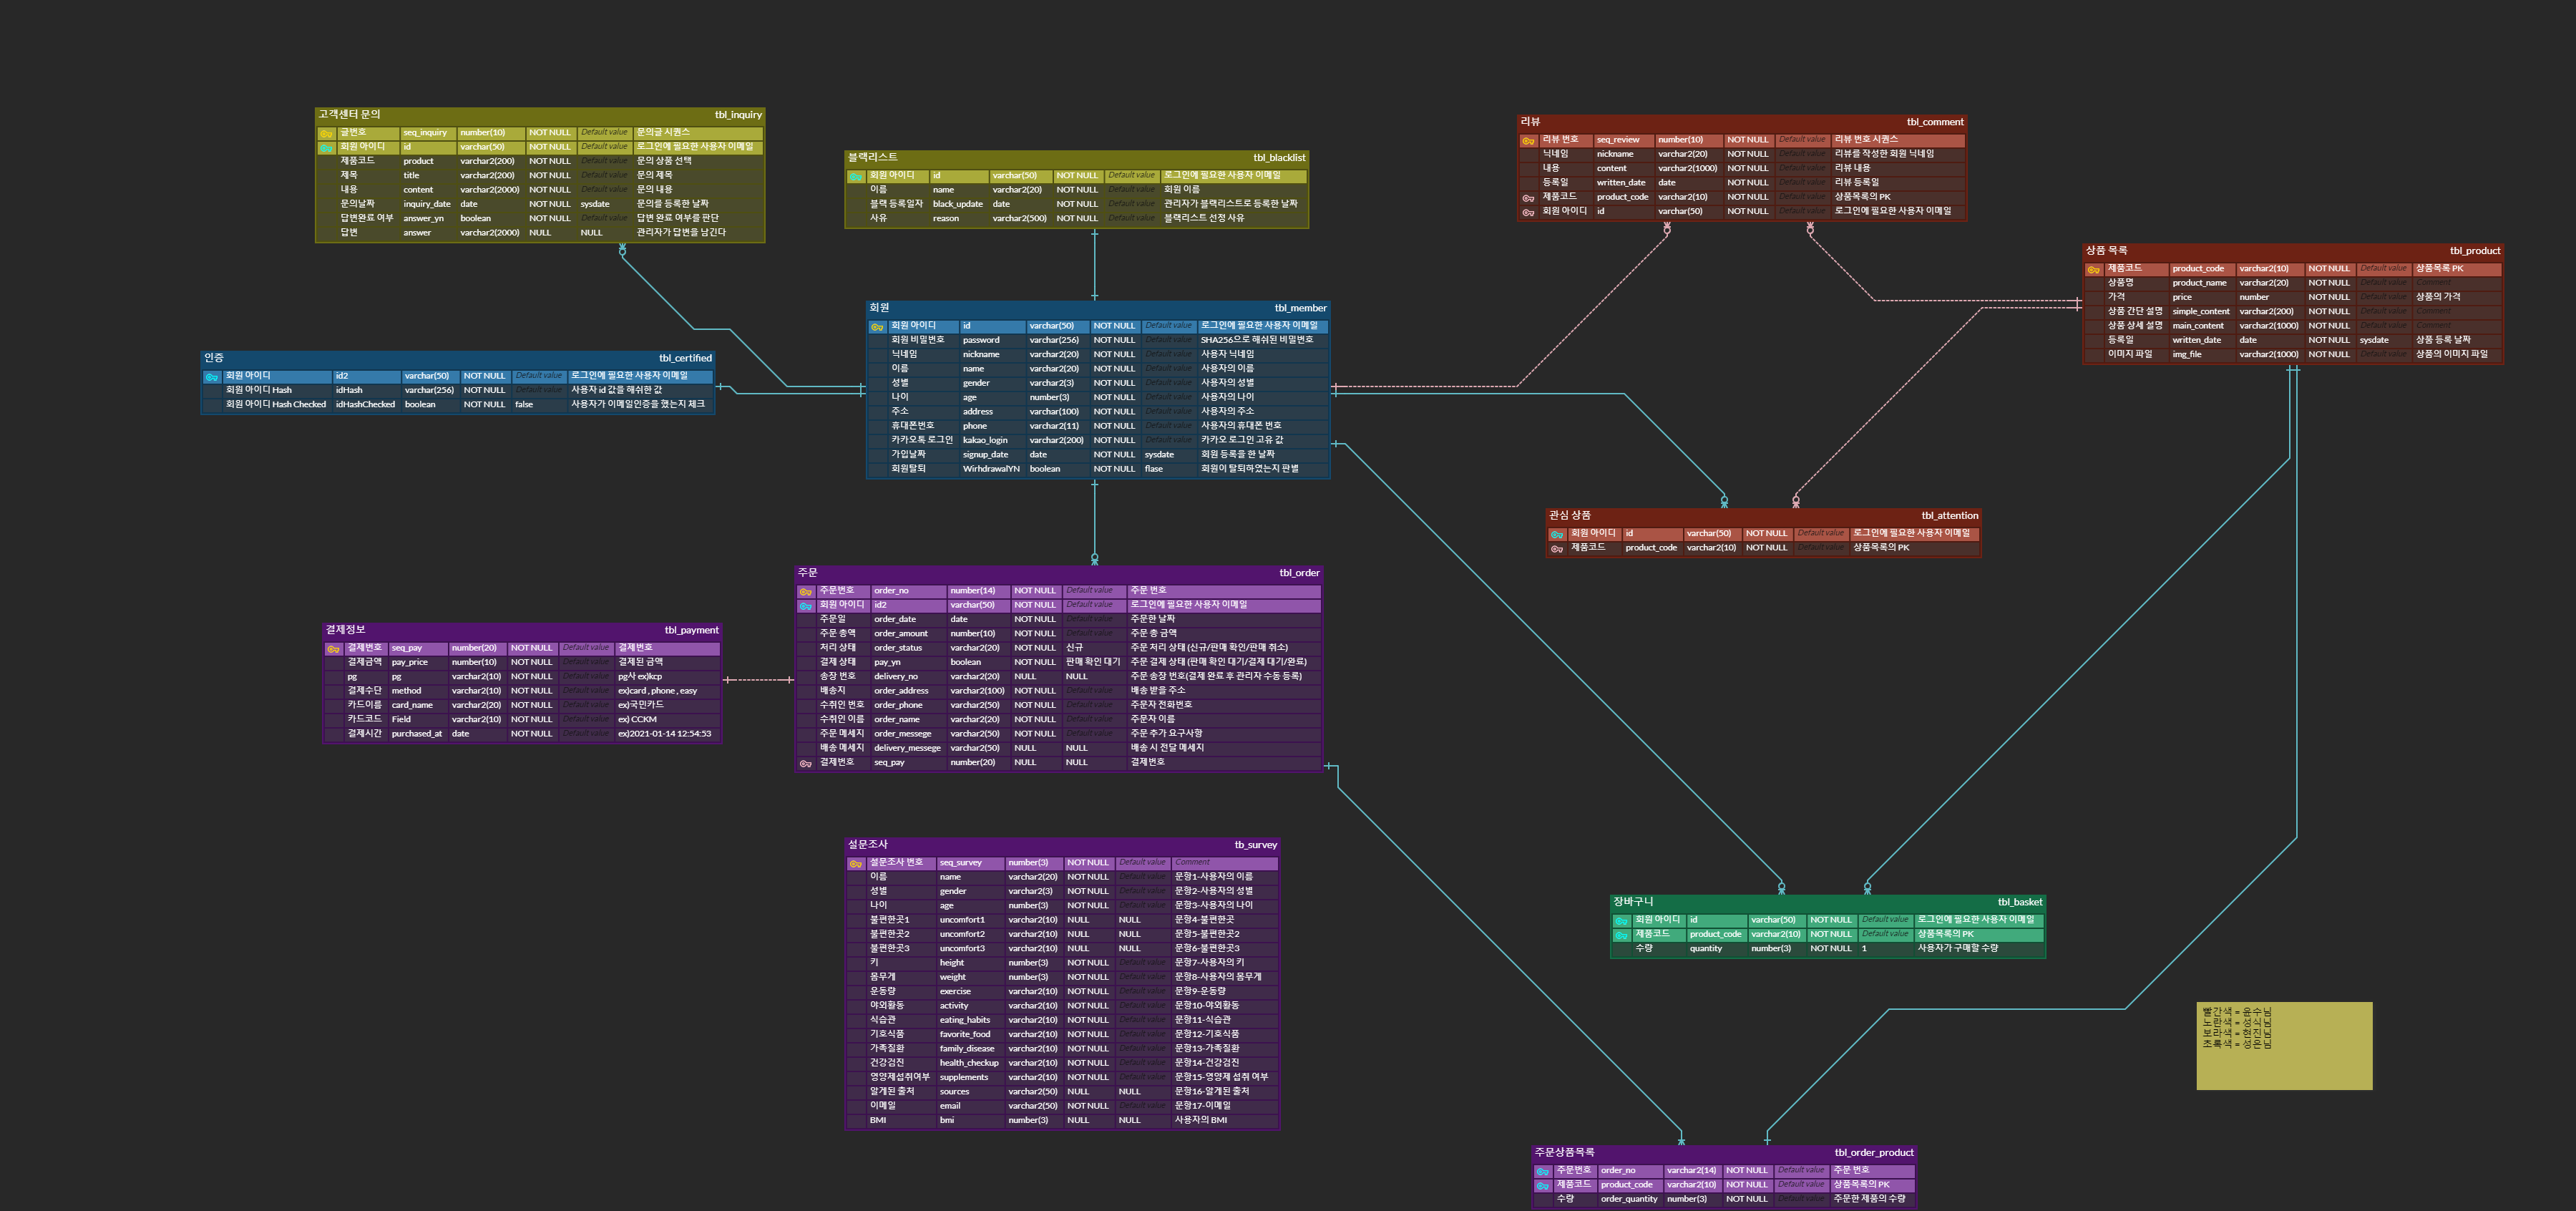 고객센터 문의 tbl_inquiry
글번호 seq_inquiry number(10) NOT NULL Default value 문의글 시퀀스
회원 아이디 id varchar(50) NOT NULL Default value 로그인에 필요한 사용자 이메일
제품코드 product varchar2(200) NOT NULL Default value 문의 상품 선택
제목 title varchar2(200) NOT NULL Default value 문의 제목
내용 content varchar2(2000) NOT NULL Default value 문의 내용
문의날짜 inquiry_date date NOT NULL sysdate 문의를 등록한 날짜
답변완료 여부 answer_yn boolean NOT NULL Default value 답변 완료 여부를 판단
답변 answer varchar2(2000) NULL NULL 관리자가 답변을 남긴다
블랙리스트 tbl_blacklist
회원 아이디 id varchar(50) NOT NULL Default value 로그인에 필요한 사용자 이메일
이름 name varchar2(20) NOT NULL Default value 회원 이름
블랙 등록일자 black_update date NOT NULL Default value 관리자가 블랙리스트로 등록한 날짜
사유 reason varchar2(500) NOT NULL Default value 블랙리스트 선정 사유
리뷰 tbl_comment
리뷰 번호 seq_review number(10) NOT NULL Default value 리뷰 번호 시퀀스
닉네임 nickname varchar2(20) NOT NULL Default value 리뷰를 작성한 회원 닉네임
내용 content varchar2(1000) NOT NULL Default value 리뷰 내용
등록일 written_date date NOT NULL Default value 리뷰 등록일
제품코드 product_code varchar2(10) NOT NULL Default value 상품목록의 PK
회원 아이디 id varchar(50) NOT NULL Default value 로그인에 필요한 사용자 이메일
상품 목록 tbl_product
제품코드 product_code varchar2(10) NOT NULL Default value 상품목록 PK
상품명 product_name varchar2(20) NOT NULL Default value Comment
가격 price number NOT NULL Default value 상품의 가격
상품 간단 설명 simple_content varchar2(200) NOT NULL Default value Comment
상품 상세 설명 main_content varchar2(1000) NOT NULL Default value Comment
등록일 written_date date NOT NULL sysdate 상품 등록 날짜
이미지 파일 img_file varchar2(1000) NOT NULL Default value 상품의 이미지 파일
회원 tbl_member
회원 아이디 id varchar(50) NOT NULL Default value 로그인에 필요한 사용자 이메일
회원 비밀번호 password varchar(256) NOT NULL Default value SHA256으로 해쉬된 비밀번호
닉네임 nickname varchar2(20) NOT NULL Default value 사용자 닉네임
이름 name varchar2(20) NOT NULL Default value 사용자의 이름
성별 gender varchar2(3) NOT NULL Default value 사용자의 성별
나이 age number(3) NOT NULL Default value 사용자의 나이
주소 address varchar(100) NOT NULL Default value 사용자의 주소
휴대폰번호 phone varchar2(11) NOT NULL Default value 사용자의 휴대폰 번호
카카오톡 로그인 kakao_login varchar2(200) NOT NULL Default value 카카오 로그인 고유 값
가입날짜 signup_date date NOT NULL sysdate 회원 등록을 한 날짜
회원탈퇴 WirhdrawalYN boolean NOT NULL flase 회원이 탈퇴하였는지 판별
인증 tbl_certified
회원 아이디 id2 varchar(50) NOT NULL Default value 로그인에 필요한 사용자 이메일
회원 아이디 Hash idHash varchar(256) NOT NULL Default value 사용자 id 값을 해쉬한 값
회원 아이디 Hash Checked idHashChecked boolean NOT NULL false 사용자가 이메일인증을 했는지 체크
관심 상품 tbl_attention
회원 아이디 id varchar(50) NOT NULL Default value 로그인에 필요한 사용자 이메일
제품코드 product_code varchar2(10) NOT NULL Default value 상품목록의 PK
주문 tbl_order
주문번호 order_no number(14) NOT NULL Default value 주문 번호
회원 아이디 id2 varchar(50) NOT NULL Default value 로그인에 필요한 사용자 이메일
주문일 order_date date NOT NULL Default value 주문한 날짜
주문 총액 order_amount number(10) NOT NULL Default value 주문 총 금액
처리 상태 order_status varchar2(20) NOT NULL 신규 주문 처리 상태 (신규/판매 확인/판매 취소)
결제 상태 pay_yn boolean NOT NULL 판매 확인 대기 주문 결제 상태 (판매 확인 대기/결제 대기/완료)
송장 번호 delivery_no varchar2(20) NULL NULL 주문 송장 번호(결제 완료 후 관리자 수동 등록)
배송지 order_address varchar2(100) NOT NULL Default value 배송 받을 주소
수취인 번호 order_phone varchar2(50) NOT NULL Default value 주문자 전화번호
수취인 이름 order_name varchar2(20) NOT NULL Default value 주문자 이름
주문 메세지 order_messege varchar2(50) NOT NULL Default value 주문 추가 요구사항
배송 메세지 delivery_messege varchar2(50) NULL NULL 배송 시 전달 메세지
결제번호 seq_pay number(20) NULL NULL 결제번호
결제정보 tbl_payment
결제번호 seq_pay number(20) NOT NULL Default value 결제번호
결제금액 pay_price number(10) NOT NULL Default value 결제된 금액
pg pg varchar2(10) NOT NULL Default value pg사 ex)kcp
결제수단 method varchar2(10) NOT NULL Default value ex)card , phone , easy
카드이름 card_name varchar2(20) NOT NULL Default value ex)국민카드
카드코드 Field varchar2(10) NOT NULL Default value ex) CCKM
결제시간 purchased_at date NOT NULL Default value ex)2021-01-14 12:54:53
설문조사 tb_survey
설문조사 번호 seq_survey number(3) NOT NULL Default value Comment
이름 name varchar2(20) NOT NULL Default value 문항1-사용자의 이름
성별 gender varchar2(3) NOT NULL Default value 문항2-사용자의 성별
나이 age number(3) NOT NULL Default value 문항3-사용자의 나이
불편한곳1 uncomfort1 varchar2(10) NULL NULL 문항4-불편한곳
불편한곳2 uncomfort2 varchar2(10) NULL NULL 문항5-불편한곳2
불편한곳3 uncomfort3 varchar2(10) NULL NULL 문항6-불편한곳3
키 height number(3) NOT NULL Default value 문항7-사용자의 키
몸무게 weight number(3) NOT NULL Default value 문항8-사용자의 몸무게
운동량 exercise varchar2(10) NOT NULL Default value 문항9-운동량
야외활동 activity varchar2(10) NOT NULL Default value 문항10-야외활동
식습관 eating_habits varchar2(10) NOT NULL Default value 문항11-식습관
기호식품 favorite_food varchar2(10) NOT NULL Default value 문항12-기호식품
가족질환 family_disease varchar2(10) NOT NULL Default value 문항13-가족질환
건강검진 health_checkup varchar2(10) NOT NULL Default value 문항14-건강검진
영양제섭취여부 supplements varchar2(10) NOT NULL Default value 문항15-영양제 섭취 여부
알게된 출처 sources varchar2(50) NULL NULL 문항16-알게된 출처
이메일 email varchar2(50) NOT NULL Default value 문항17-이메일
BMI bmi number(3) NULL NULL 사용자의 BMI
장바구니 tbl_basket
회원 아이디 id varchar(50) NOT NULL Default value 로그인에 필요한 사용자 이메일
제품코드 product_code varchar2(10) NOT NULL Default value 상품목록의 PK
수량 quantity number(3) NOT NULL 1 사용자가 구매할 수량
빨간색 = 윤수님
노란색 =
보라색 = 현진님
초록색 = 성은님
주문상품목록 tbl_order_product
주문번호 order_no varchar2(14) NOT NULL Default value 주문 번호
제품코드 product_code varchar2(10) NOT NULL Default value 상품목록의 PK
수량 order_quantity number(3) NOT NULL Default value 주문한 제품의 수량